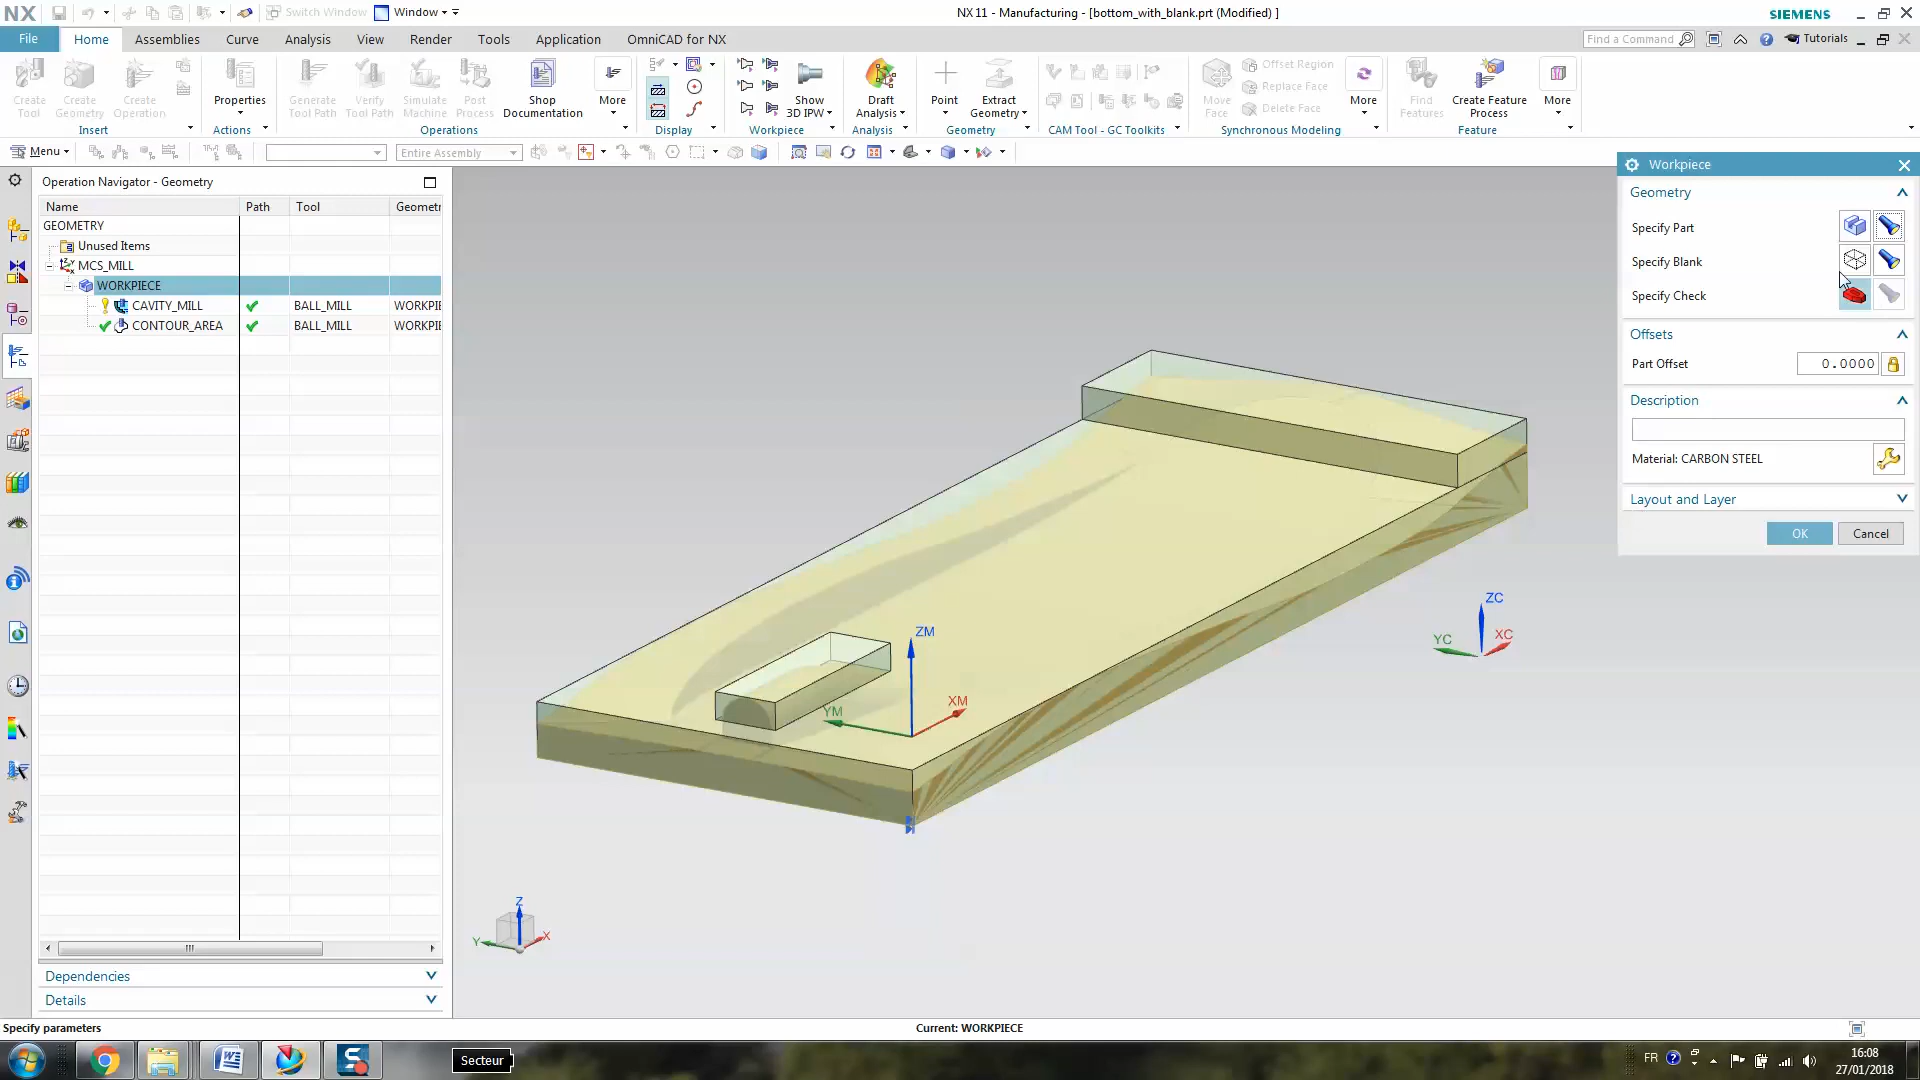 NX
Switch Window
Window
NX 11 - Manufacturing - [bottom_with_blank.prt (Modified) ]
SIEMENS
File
Home
Assemblies
Curve
Analysis
View
Render
Tools
Application
OmniCAD for NX
Find a Command
Tutorials
Create Tool
Create Geometry
Create Operation
Insert
Properties
Actions
Generate Tool Path
Verify Tool Path
Simulate Machine
Post Process
Shop Documentation
More
Operations
Display
Show 3D IPW
Workpiece
Draft Analysis
Analysis
Point
Extract Geometry
Geometry
CAM Tool - GC Toolkits
Move Face
Offset Region
Replace Face
Delete Face
More
Synchronous Modeling
Find Features
Create Feature Process
More
Feature
Menu
Entire Assembly
Operation Navigator - Geometry
Name
Path
Tool
Geometr
GEOMETRY
Unused Items
MCS_MILL
WORKPIECE
CAVITY_MILL
BALL_MILL
WORKPIE
CONTOUR_AREA
BALL_MILL
WORKPIE
Dependencies
Details
ZM
XM
YM
ZC
XC
YC
Z
X
Y
Workpiece
Geometry
Specify Part
Specify Blank
Specify Check
Offsets
Part Offset
0.0000
Description
Material: CARBON STEEL
Layout and Layer
OK
Cancel
Specify parameters
Current: WORKPIECE
Secteur
FR
16:08
27/01/2018